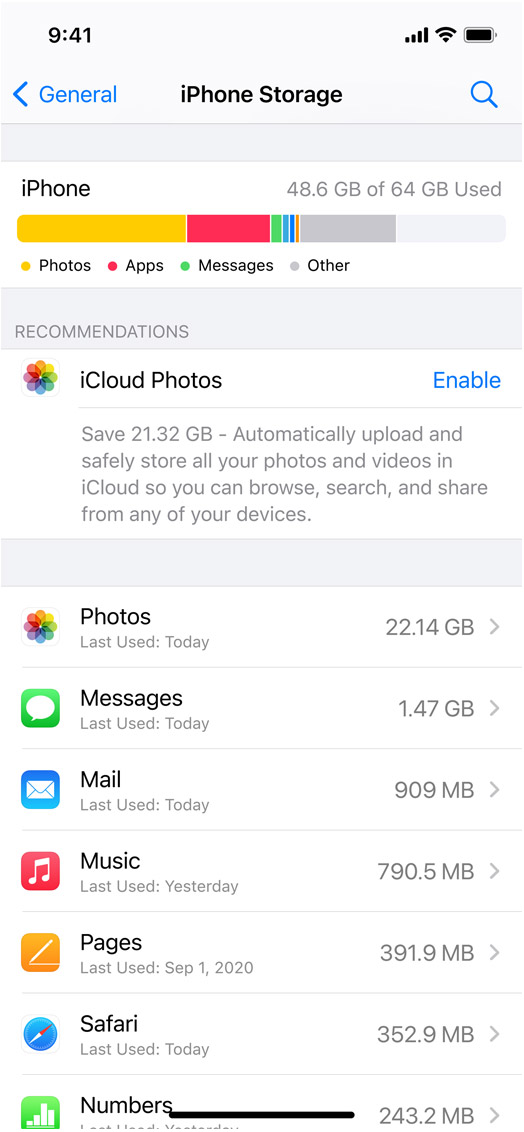 9:41
General
iPhone Storage
iPhone
48.6 GB of 64 GB Used
Photos
Apps
Messages
Other
RECOMMENDATIONS
iCloud Photos
Enable
Save 21.32 GB - Automatically upload and
safely store all your photos and videos in
iCloud so you can browse, search, and share
from any of your devices.
Photos
22.14 GB
Last Used: Today
Messages
1.47 GB
Last Used: Today
Mail
909 MB
Last Used: Today
Music
790.5 MB
Last Used: Yesterday
Pages
391.9 MB
Last Used: Sep 1, 2020
Safari
352.9 MB
Last Used: Today
Numbers
243.2 MB